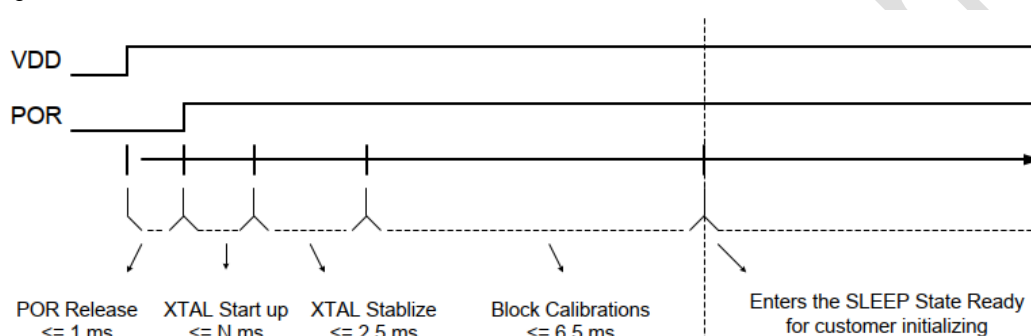 VDD
POR
POR Release
<= 1 ms
XTAL Start up
<= N ms
XTAL Stablize
<= 2.5 ms
Block Calibrations
<= 6.5 ms
Enters the SLEEP State Ready
for customer initializing